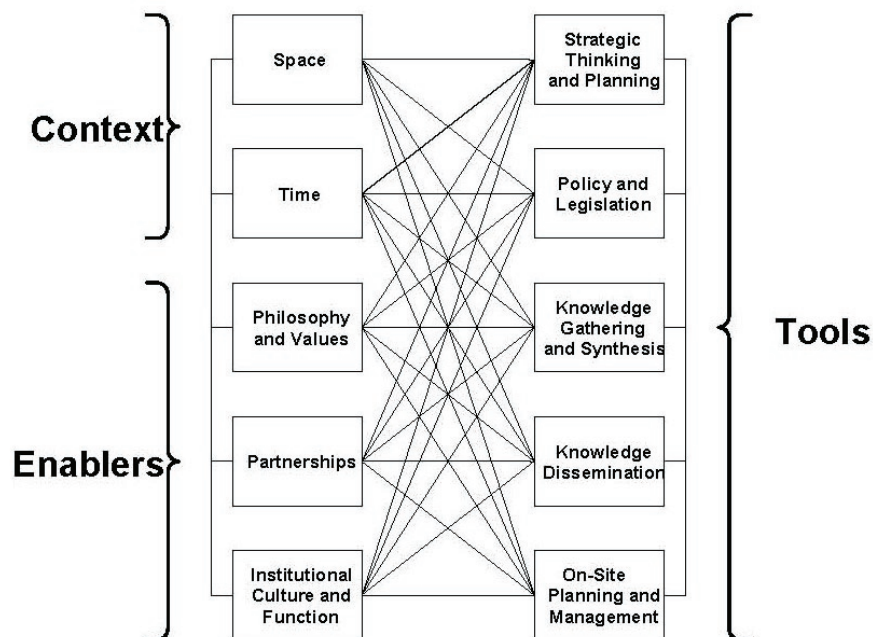 Context
Space
Time
Enablers
Philosophy
and Values
Partnerships
Institutional
Culture and
Function
Strategic
Thinking
and Planning
Policy and
Legislation
Knowledge
Gathering
and Synthesis
Knowledge
Dissemination
On-Site
Planning and
Management
Tools